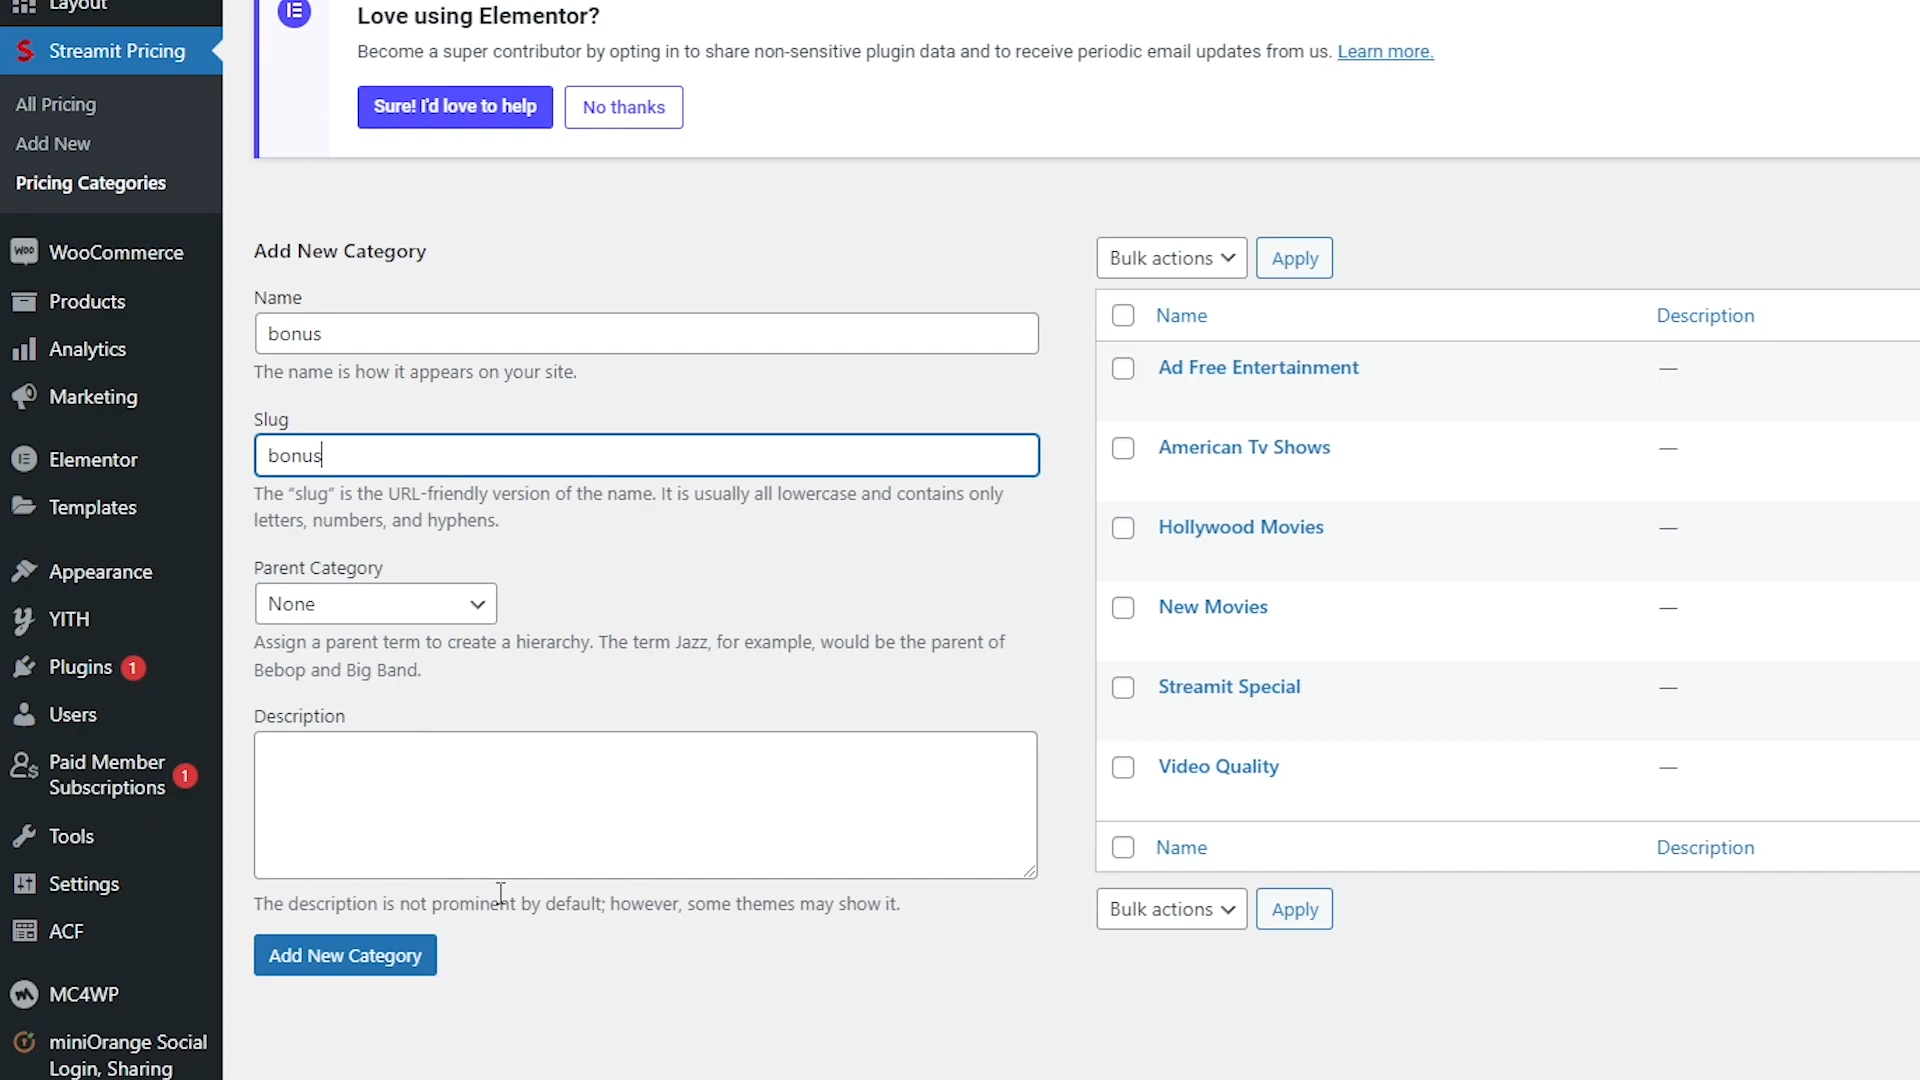 Layout
Streamit Pricing
All Pricing
Add New
Pricing Categories
WooCommerce
Products
Analytics
Marketing
Elementor
Templates
Appearance
YITH
Plugins 1
Users
Paid Member
Subscriptions 1
Tools
Settings
ACF
MC4WP
miniOrange Social
Login, Sharing
Love using Elementor?
Become a super contributor by opting in to share non-sensitive plugin data and to receive periodic email updates from us. Learn more.
Sure! I'd love to help No thanks
Add New Category
Name
bonus
The name is how it appears on your site.
Slug
bonus
The “slug” is the URL-friendly version of the name. It is usually all lowercase and contains only
letters, numbers, and hyphens.
Parent Category
None
Assign a parent term to create a hierarchy. The term Jazz, for example, would be the parent of
Bebop and Big Band.
Description
The description is not prominent by default; however, some themes may show it.
Add New Category
Bulk actions Apply
Name Description
Ad Free Entertainment —
American Tv Shows —
Hollywood Movies —
New Movies —
Streamit Special —
Video Quality —
Name Description
Bulk actions Apply